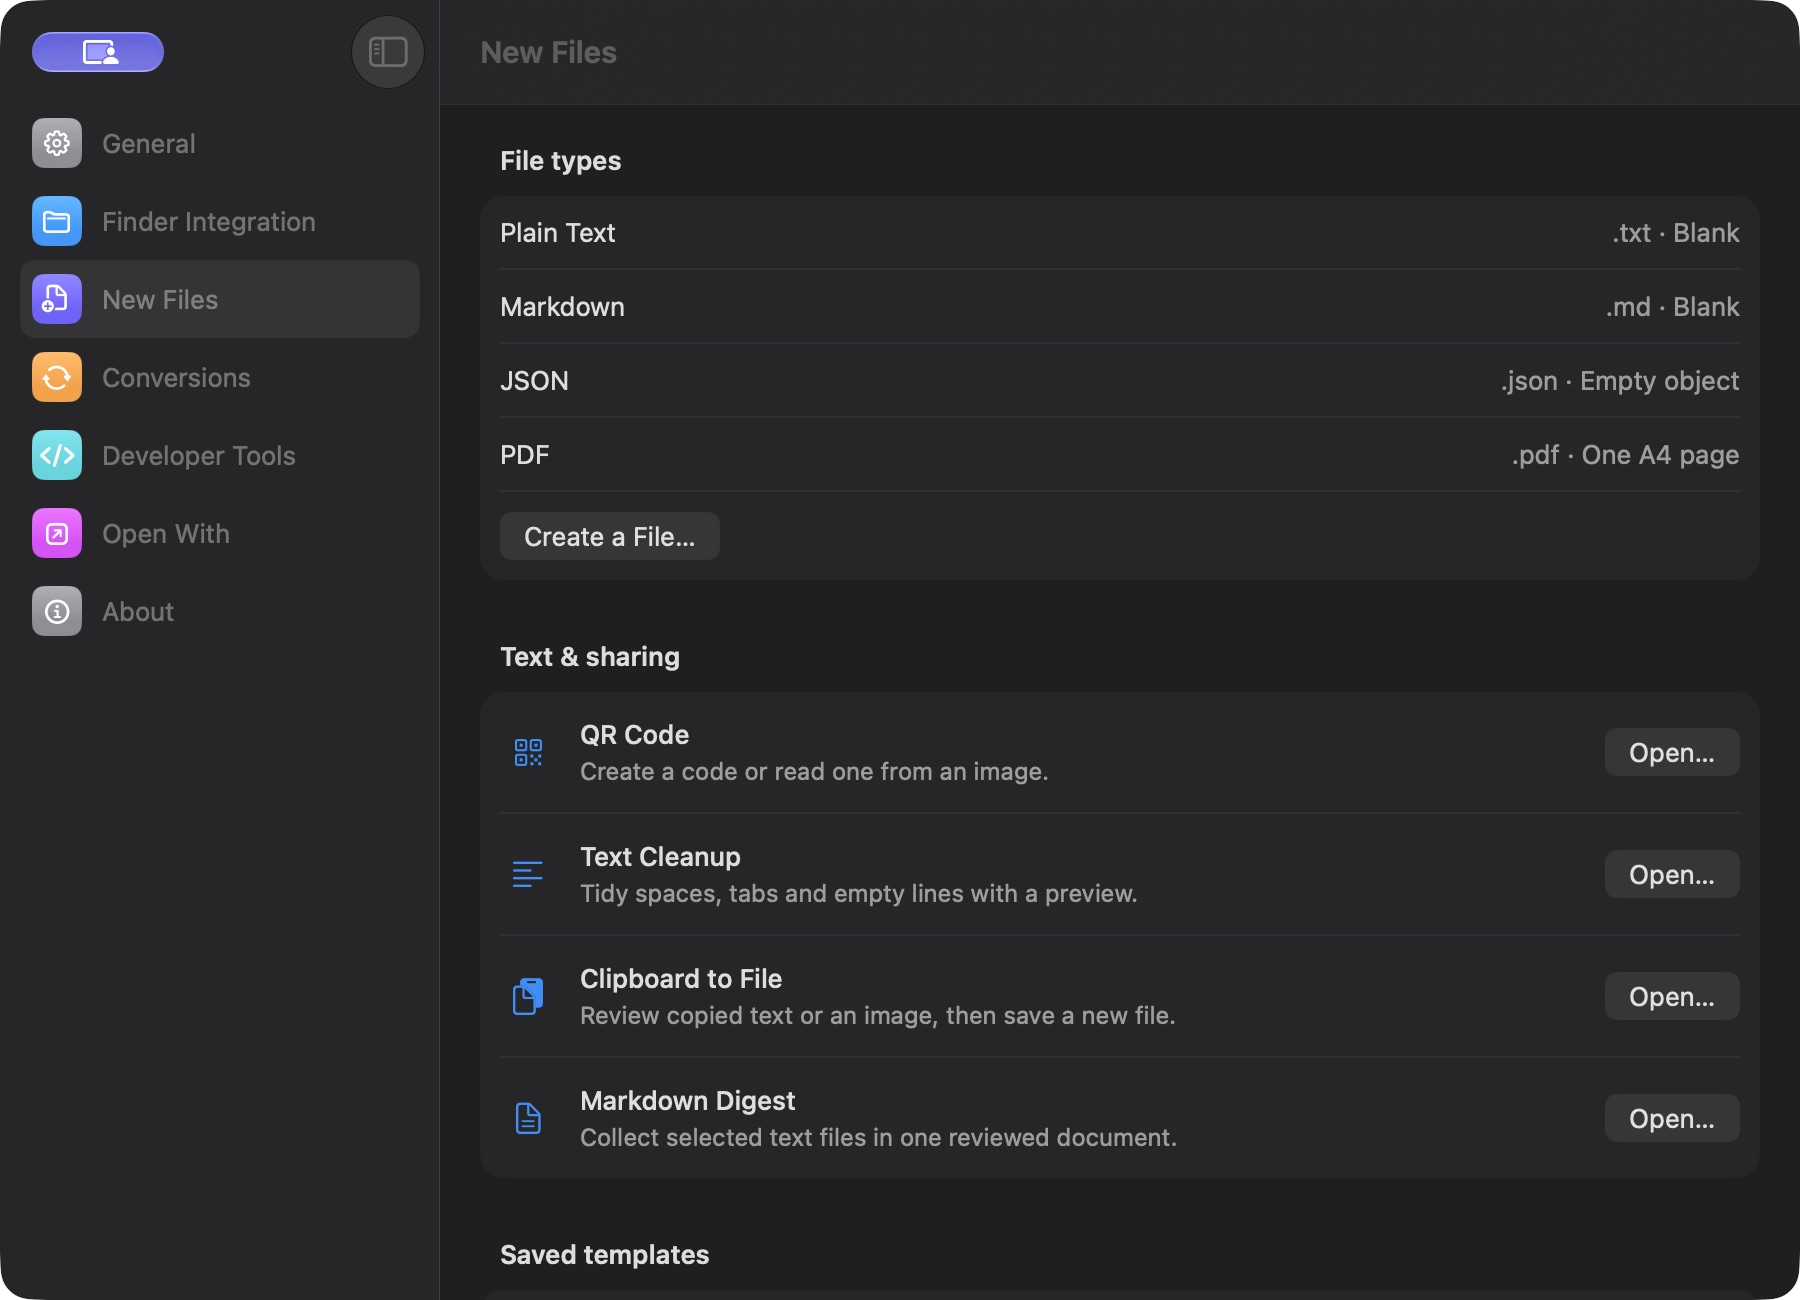 New Files
General
Finder Integration
New Files
Conversions
Developer Tools
Open With
About
File types
Plain Text
.txt · Blank
Markdown
.md · Blank
JSON
.json · Empty object
PDF
.pdf · One A4 page
Create a File...
Text & sharing
QR Code
Create a code or read one from an image.
Open...
Text Cleanup
Tidy spaces, tabs and empty lines with a preview.
Open...
Clipboard to File
Review copied text or an image, then save a new file.
Open...
Markdown Digest
Collect selected text files in one reviewed document.
Open...
Saved templates